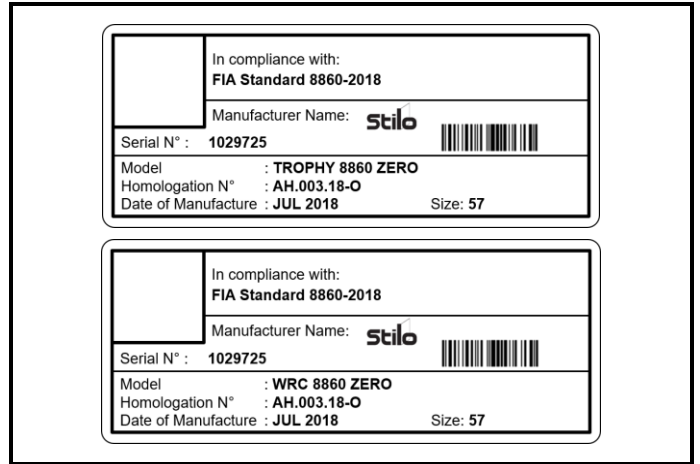 In compliance with:
FIA Standard 8860-2018
Manufacturer Name: Stilo
Serial N° : 1029725
Model : TROPHY 8860 ZERO
Homologation N° : AH.003.18-O
Date of Manufacture : JUL 2018 Size: 57
In compliance with:
FIA Standard 8860-2018
Manufacturer Name: Stilo
Serial N° : 1029725
Model : WRC 8860 ZERO
Homologation N° : AH.003.18-O
Date of Manufacture : JUL 2018 Size: 57